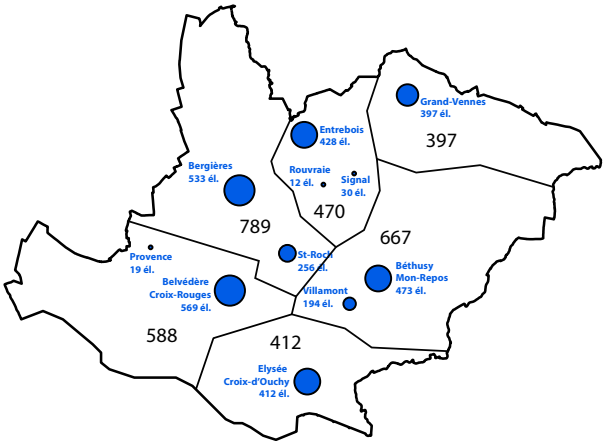 Grand-Vennes
397 él.
397
Entrebois
428 él.
Rouvraie
12 él.
Signal
30 él.
470
Bergières
533 él.
789
St-Roch
256 él.
667
Béthusy
Mon-Repos
473 él.
Villamont
194 él.
Provence
19 él.
Belvédère
Croix-Rouges
569 él.
588
412
Elysée
Croix-d'Ouchy
412 él.